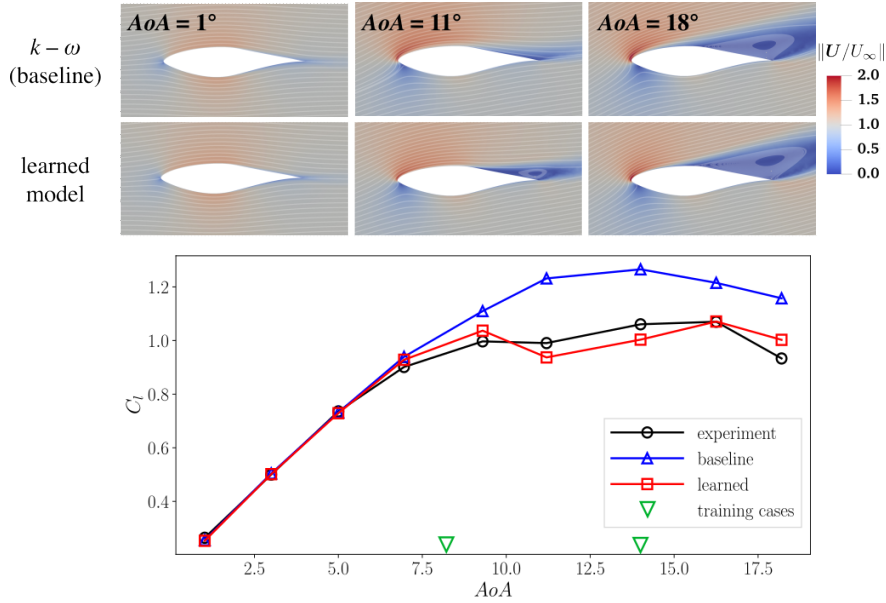 k − ω
(baseline)
AoA = 1°
AoA = 11°
AoA = 18°
‖U/U∞‖
2.0
1.5
1.0
0.5
0.0
learned
model
1.2
1.0
0.8
0.6
0.4
C_l
experiment
baseline
learned
training cases
2.5
5.0
7.5
10.0
12.5
15.0
17.5
AoA